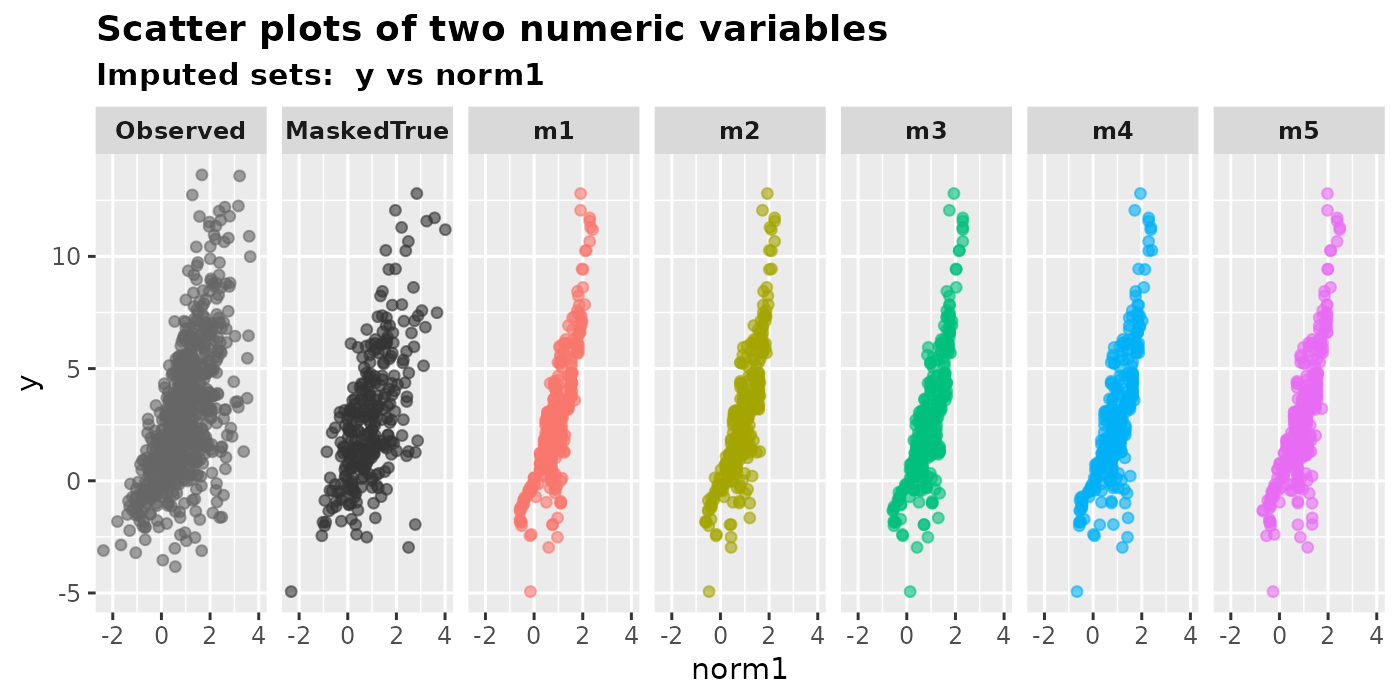 Scatter plots of two numeric variables
Imputed sets:  y vs norm1
Observed MaskedTrue m1 m2 m3 m4 m5
10
5
0
-5
y
-2 0 2 4 -2 0 2 4 -2 0 2 4 -2 0 2 4 -2 0 2 4 -2 0 2 4 -2 0 2 4
norm1